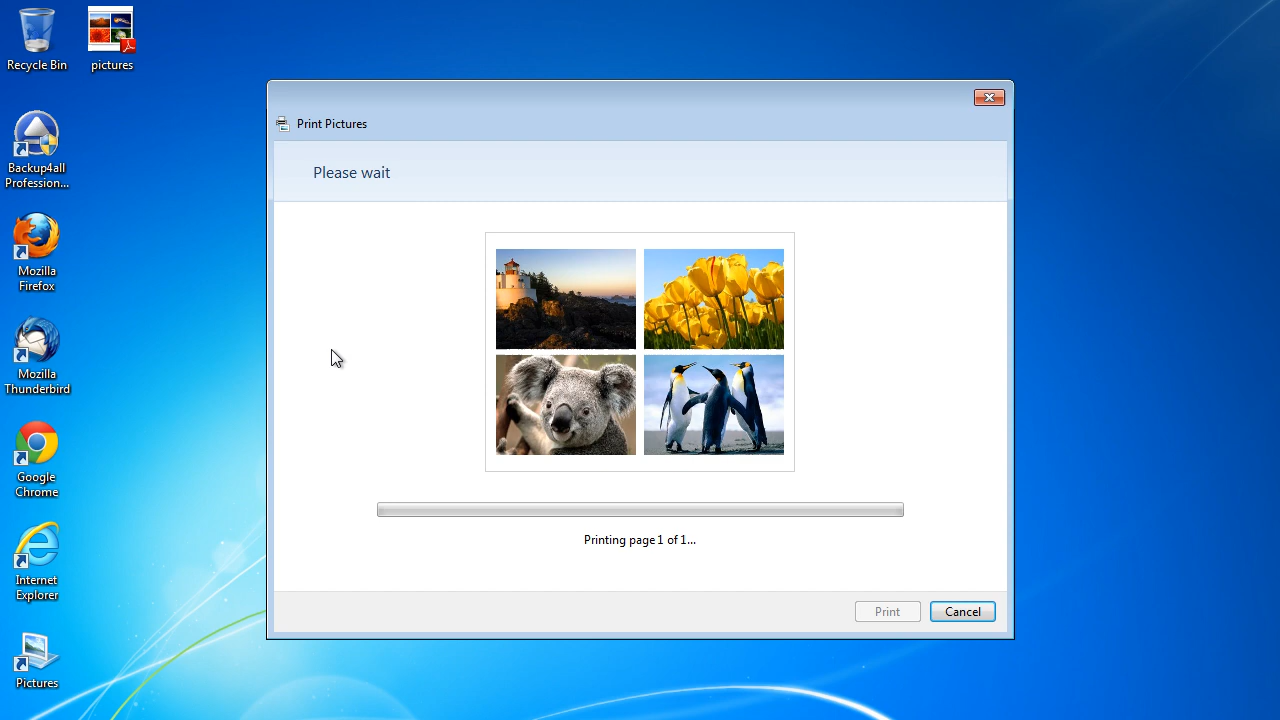 Recycle Bin
pictures
Backup4all
Profession...
Mozilla
Firefox
Mozilla
Thunderbird
Google
Chrome
Internet
Explorer
Pictures
Print Pictures
Please wait
Printing page 1 of 1...
Print
Cancel